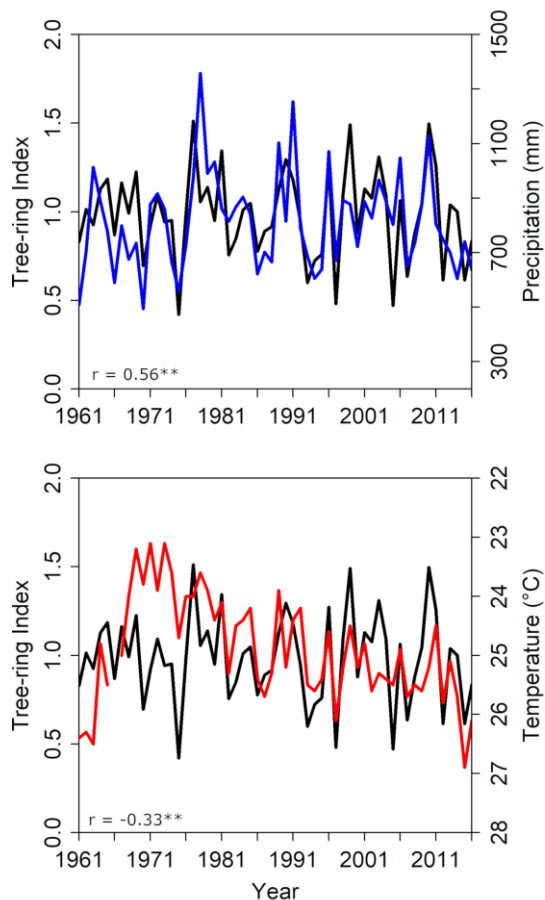 2.0
1.5
1.0
0.5
0.0
Tree-ring Index
1500
1100
700
300
Precipitation (mm)
r = 0.56**
1961 1971 1981 1991 2001 2011
2.0
1.5
1.0
0.5
0.0
Tree-ring Index
22
23
24
25
26
27
28
Temperature (°C)
r = -0.33**
1961 1971 1981 1991 2001 2011
Year